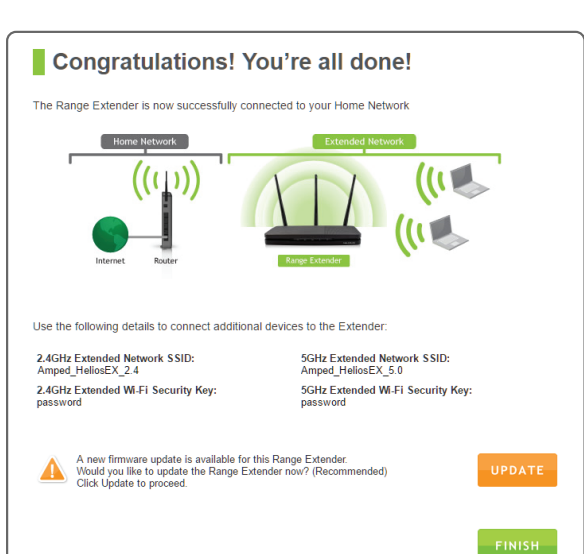 Congratulations! You're all done!
The Range Extender is now successfully connected to your Home Network
Home Network
Extended Network
Internet
Router
Range Extender
Use the following details to connect additional devices to the Extender:
2.4GHz Extended Network SSID:
Amped_HeliosEX_2.4
2.4GHz Extended Wi-Fi Security Key:
password
5GHz Extended Network SSID:
Amped_HeliosEX_5.0
5GHz Extended Wi-Fi Security Key:
password
A new firmware update is available for this Range Extender.
Would you like to update the Range Extender now? (Recommended)
Click Update to proceed.
UPDATE
FINISH